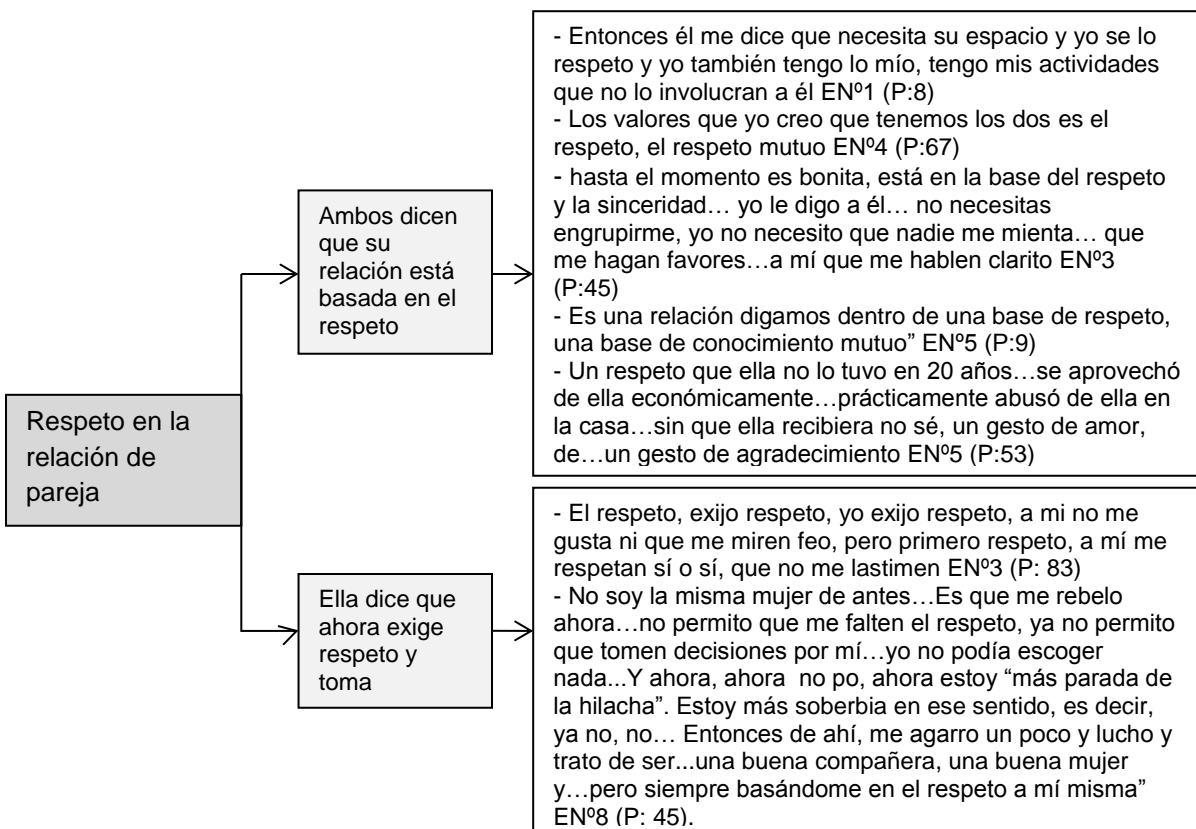 Respeto en la
relación de
pareja
Ambos dicen
que su
relación está
basada en el
respeto
- Entonces él me dice que necesita su espacio y yo se lo
respeto y yo también tengo lo mío, tengo mis actividades
que no lo involucran a él ENº1 (P:8)
- Los valores que yo creo que tenemos los dos es el
respeto, el respeto mutuo ENº4 (P:67)
- hasta el momento es bonita, está en la base del respeto
y la sinceridad… yo le digo a él… no necesitas
engrupirme, yo no necesito que nadie me mienta… que
me hagan favores…a mí que me hablen clarito ENº3
(P:45)
- Es una relación digamos dentro de una base de respeto,
una base de conocimiento mutuo” ENº5 (P:9)
- Un respeto que ella no lo tuvo en 20 años…se aprovechó
de ella económicamente…prácticamente abusó de ella en
la casa…sin que ella recibiera no sé, un gesto de amor,
de…un gesto de agradecimiento ENº5 (P:53)
Ella dice que
ahora exige
respeto y
toma
- El respeto, exijo respeto, yo exijo respeto, a mi no me
gusta ni que me miren feo, pero primero respeto, a mí me
respetan sí o sí, que no me lastimen ENº3 (P: 83)
- No soy la misma mujer de antes…Es que me rebelo
ahora…no permito que me falten el respeto, ya no permito
que tomen decisiones por mí…yo no podía escoger
nada...Y ahora, ahora  no po, ahora estoy “más parada de
la hilacha”. Estoy más soberbia en ese sentido, es decir,
ya no, no… Entonces de ahí, me agarro un poco y lucho y
trato de ser...una buena compañera, una buena mujer
y…pero siempre basándome en el respeto a mí misma”
ENº8 (P: 45).